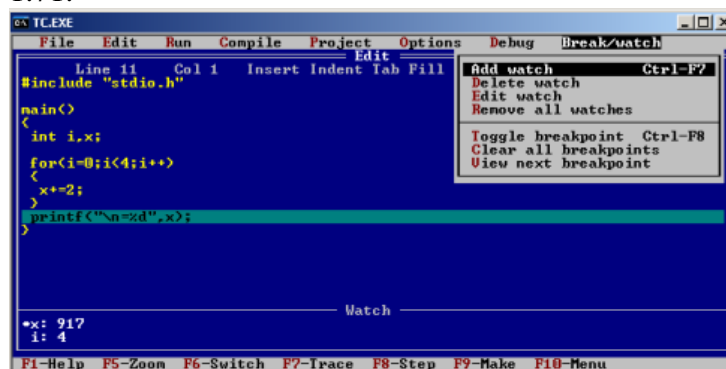 TC.EXE
File Edit Run Compile Project Options Debug Break/watch
Edit
Line 11 Col 1 Insert Indent Tab Fill
#include "stdio.h"
main()
{
int i,x;
for(i=0;i<4;i++)
{
x+=2;
}
printf("\n=%d",x);
}
Add watch Ctrl-F7
Delete watch
Edit watch
Remove all watches
Toggle breakpoint Ctrl-F8
Clear all breakpoints
View next breakpoint
Watch
•x: 917
i: 4
F1-Help F5-Zoom F6-Switch F7-Trace F8-Step F9-Make F10-Menu